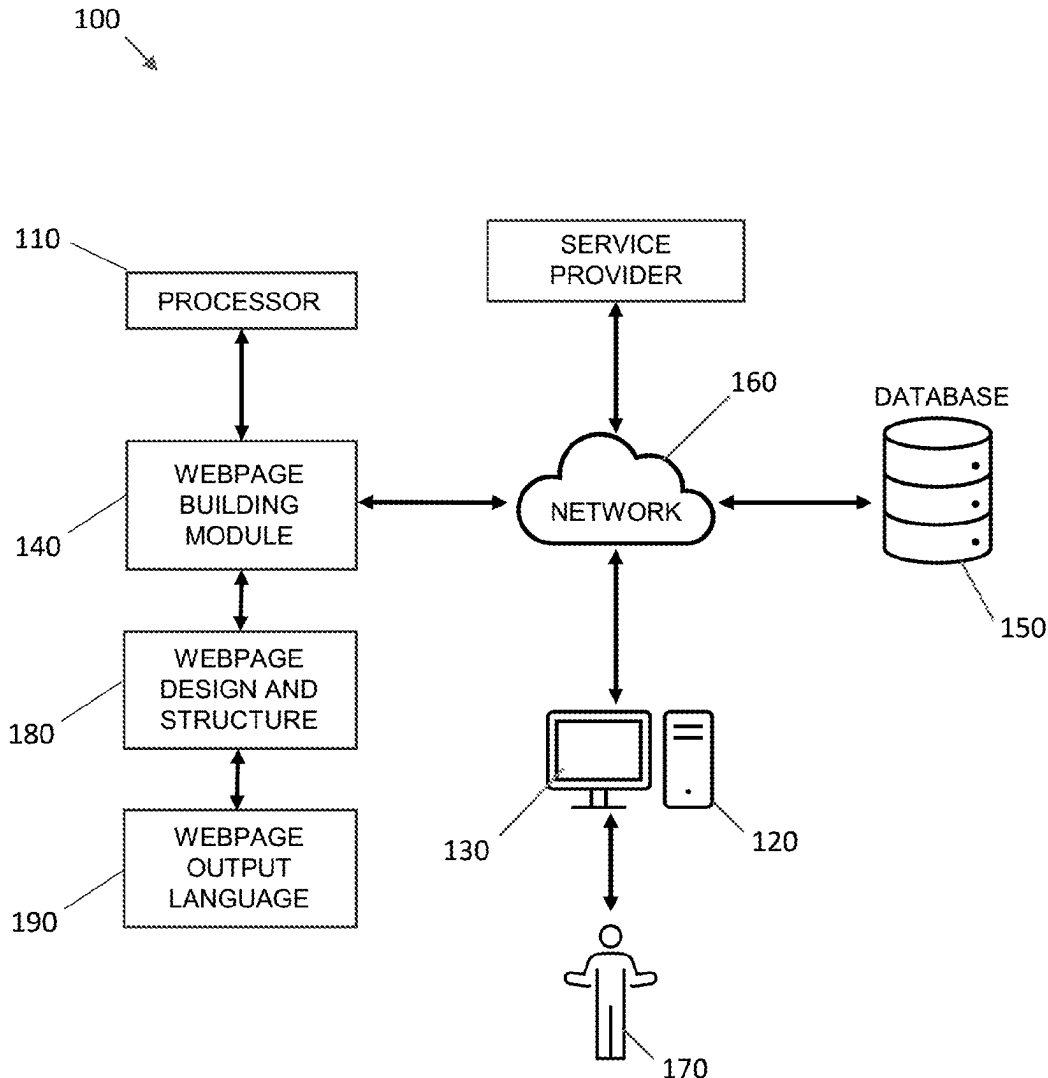 100
110
PROCESSOR
SERVICE
PROVIDER
160
DATABASE
WEBPAGE
BUILDING
MODULE
NETWORK
140
150
WEBPAGE
DESIGN AND
STRUCTURE
180
130
120
WEBPAGE
OUTPUT
LANGUAGE
190
170